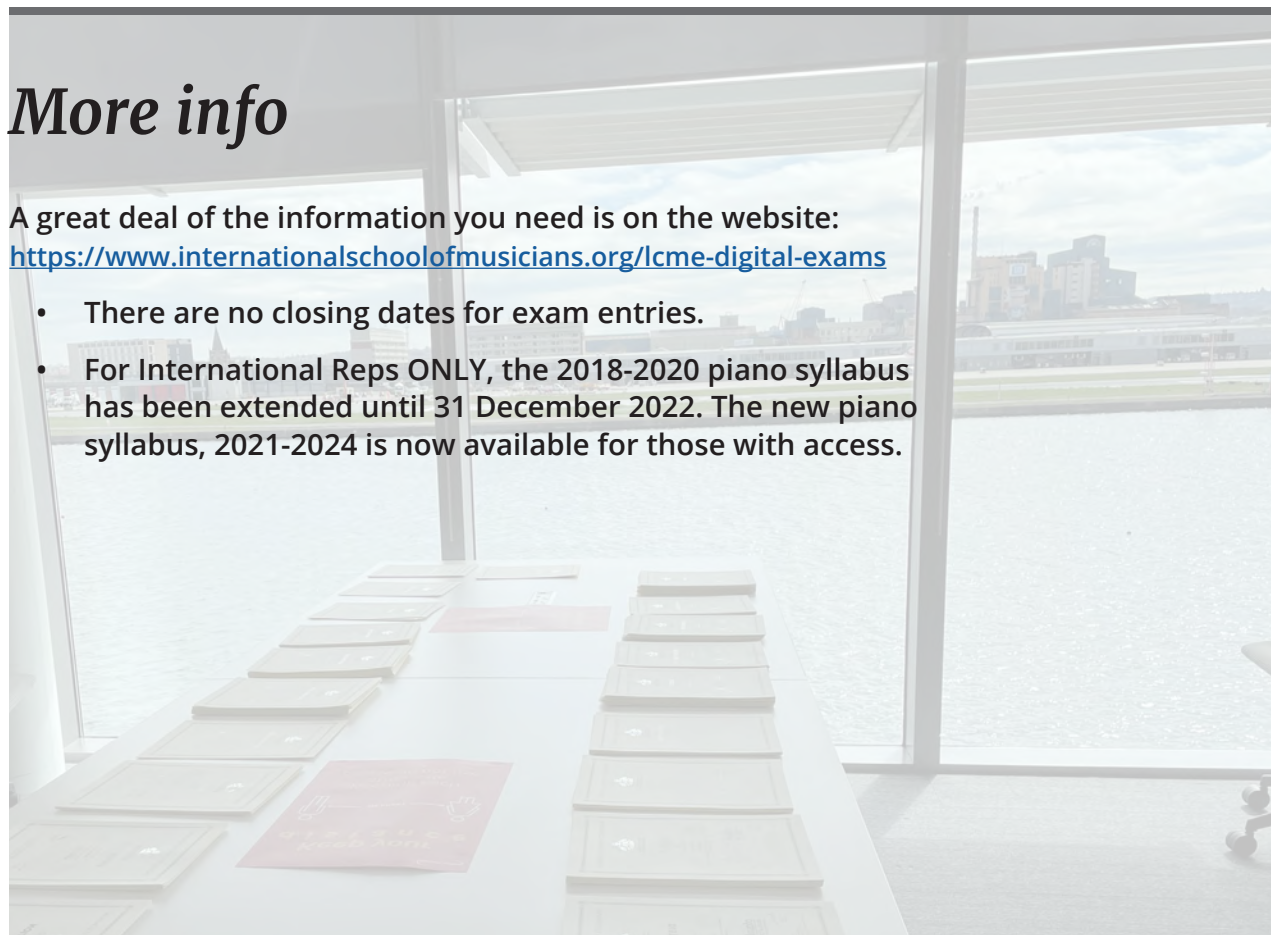 More info
A great deal of the information you need is on the website:
https://www.internationalschoolofmusicians.org/lcme-digital-exams
• There are no closing dates for exam entries.
• For International Reps ONLY, the 2018-2020 piano syllabus
has been extended until 31 December 2022. The new piano
syllabus, 2021-2024 is now available for those with access.